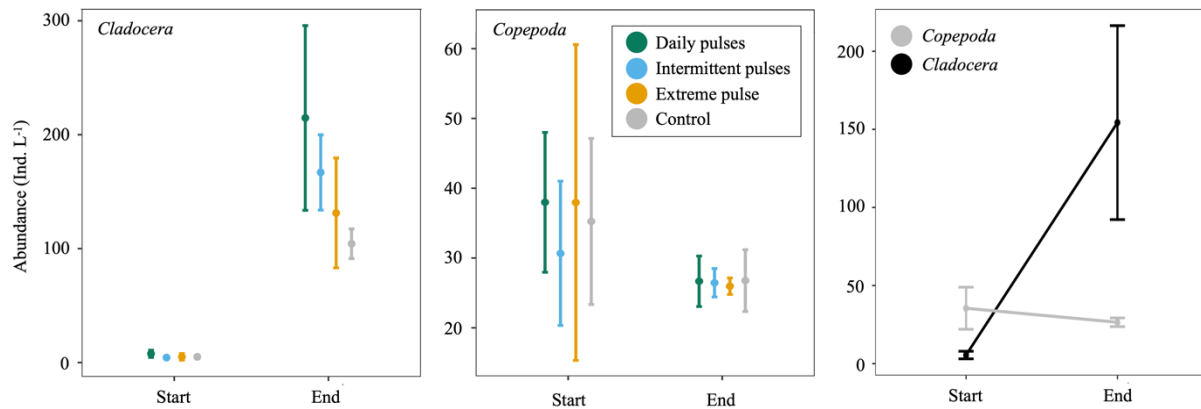 Abundance (Ind. L⁻¹)
Cladocera
300
200
100
0
Start End
Copepoda
60
50
40
30
20
Start End
Daily pulses
Intermittent pulses
Extreme pulse
Control
Copepoda
Cladocera
200
150
100
50
0
Start End